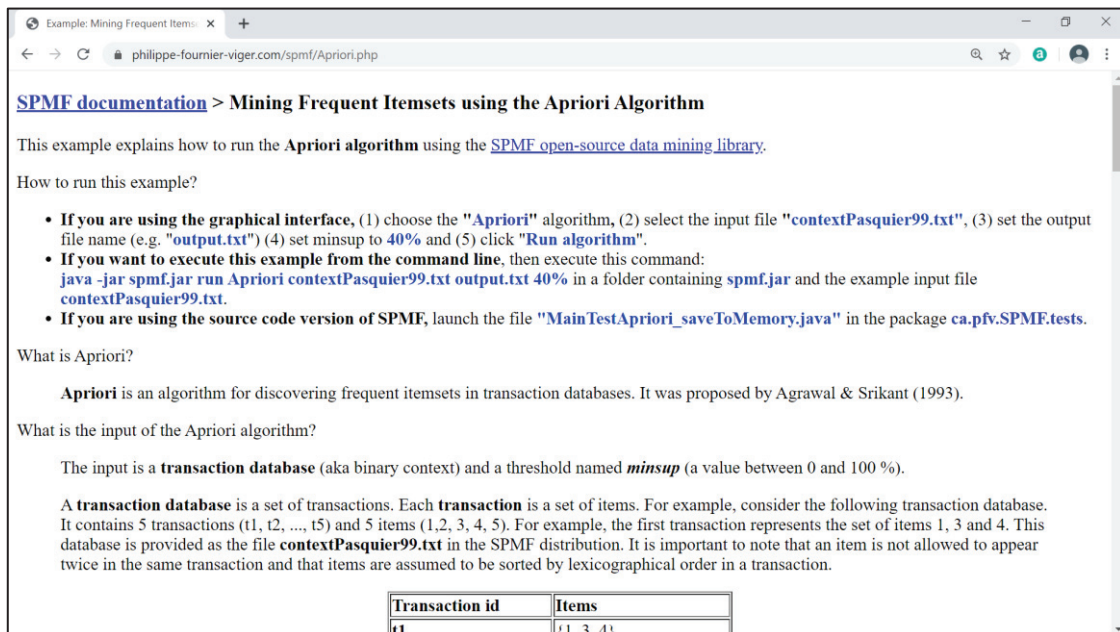 Example: Mining Frequent Items
philippe-fournier-viger.com/spmf/Apriori.php
SPMF documentation > Mining Frequent Itemsets using the Apriori Algorithm
This example explains how to run the Apriori algorithm using the SPMF open-source data mining library.
How to run this example?
• If you are using the graphical interface, (1) choose the "Apriori" algorithm, (2) select the input file "contextPasquier99.txt", (3) set the output
file name (e.g. "output.txt") (4) set minsup to 40% and (5) click "Run algorithm".
• If you want to execute this example from the command line, then execute this command:
java -jar spmf.jar run Apriori contextPasquier99.txt output.txt 40% in a folder containing spmf.jar and the example input file
contextPasquier99.txt.
• If you are using the source code version of SPMF, launch the file "MainTestApriori_saveToMemory.java" in the package ca.pfv.SPMF.tests.
What is Apriori?
Apriori is an algorithm for discovering frequent itemsets in transaction databases. It was proposed by Agrawal & Srikant (1993).
What is the input of the Apriori algorithm?
The input is a transaction database (aka binary context) and a threshold named minsup (a value between 0 and 100 %).
A transaction database is a set of transactions. Each transaction is a set of items. For example, consider the following transaction database.
It contains 5 transactions (t1, t2, ..., t5) and 5 items (1,2, 3, 4, 5). For example, the first transaction represents the set of items 1, 3 and 4. This
database is provided as the file contextPasquier99.txt in the SPMF distribution. It is important to note that an item is not allowed to appear
twice in the same transaction and that items are assumed to be sorted by lexicographical order in a transaction.
Transaction id Items
t1 {1, 3, 4}